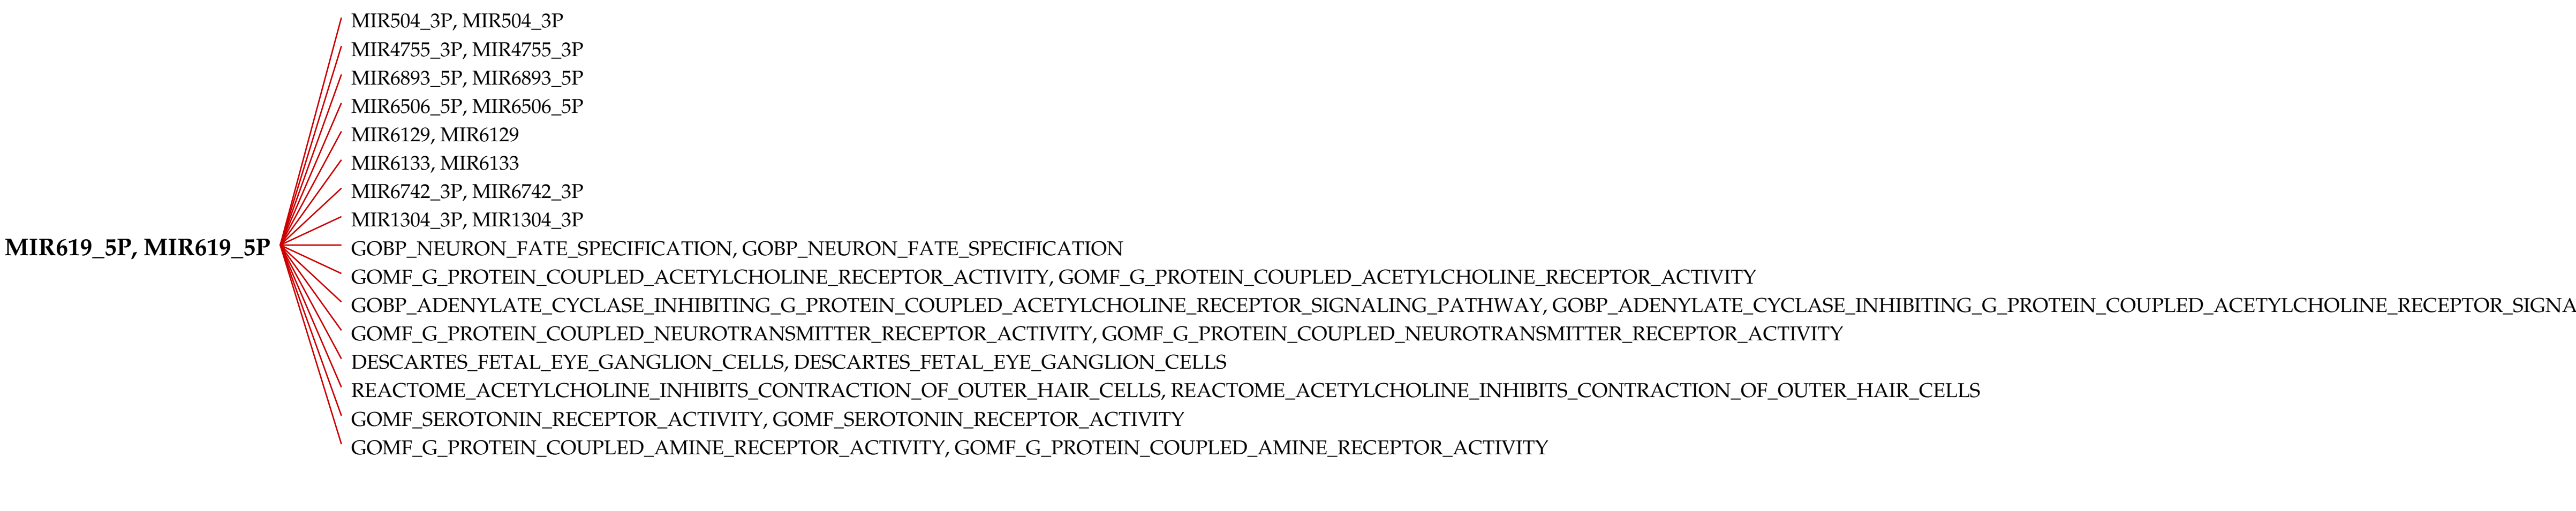 MIR504_3P, MIR504_3P
MIR4755_3P, MIR4755_3P
MIR6893_5P, MIR6893_5P
MIR6506_5P, MIR6506_5P
MIR6129, MIR6129
MIR6133, MIR6133
MIR6742_3P, MIR6742_3P
MIR1304_3P, MIR1304_3P
MIR619_5P, MIR619_5P
GOBP_NEURON_FATE_SPECIFICATION, GOBP_NEURON_FATE_SPECIFICATION
GOMF_G_PROTEIN_COUPLED_ACETYLCHOLINE_RECEPTOR_ACTIVITY, GOMF_G_PROTEIN_COUPLED_ACETYLCHOLINE_RECEPTOR_ACTIVITY
GOBP_ADENYLATE_CYCLASE_INHIBITING_G_PROTEIN_COUPLED_ACETYLCHOLINE_RECEPTOR_SIGNALING_PATHWAY, GOBP_ADENYLATE_CYCLASE_INHIBITING_G_PROTEIN_COUPLED_ACETYLCHOLINE_RECEPTOR_SIGNA
GOMF_G_PROTEIN_COUPLED_NEUROTRANSMITTER_RECEPTOR_ACTIVITY, GOMF_G_PROTEIN_COUPLED_NEUROTRANSMITTER_RECEPTOR_ACTIVITY
DESCARTES_FETAL_EYE_GANGLION_CELLS, DESCARTES_FETAL_EYE_GANGLION_CELLS
REACTOME_ACETYLCHOLINE_INHIBITS_CONTRACTION_OF_OUTER_HAIR_CELLS, REACTOME_ACETYLCHOLINE_INHIBITS_CONTRACTION_OF_OUTER_HAIR_CELLS
GOMF_SEROTONIN_RECEPTOR_ACTIVITY, GOMF_SEROTONIN_RECEPTOR_ACTIVITY
GOMF_G_PROTEIN_COUPLED_AMINE_RECEPTOR_ACTIVITY, GOMF_G_PROTEIN_COUPLED_AMINE_RECEPTOR_ACTIVITY